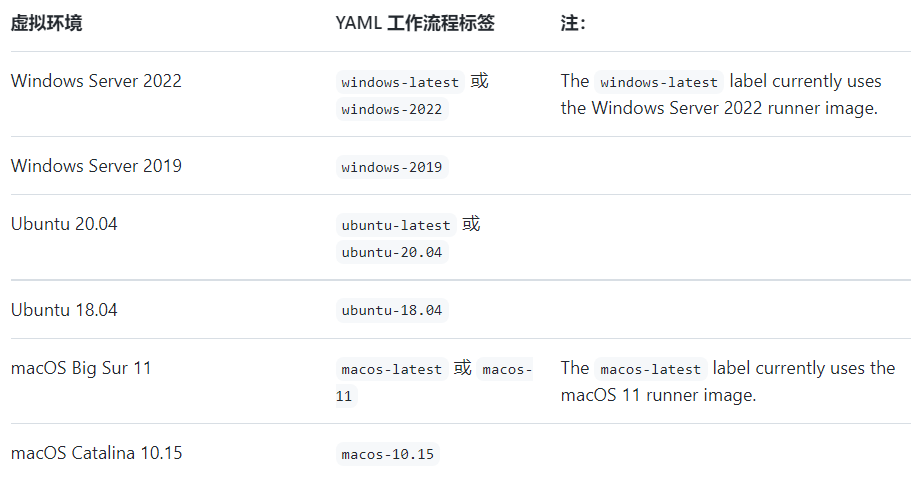 虚拟环境 YAML 工作流程标签 注：
Windows Server 2022 windows-latest 或 The windows-latest label currently uses
windows-2022 the Windows Server 2022 runner image.
Windows Server 2019 windows-2019
Ubuntu 20.04 ubuntu-latest 或
ubuntu-20.04
Ubuntu 18.04 ubuntu-18.04
macOS Big Sur 11 macos-latest 或 macos- The macos-latest label currently uses the
11 macOS 11 runner image.
macOS Catalina 10.15 macos-10.15